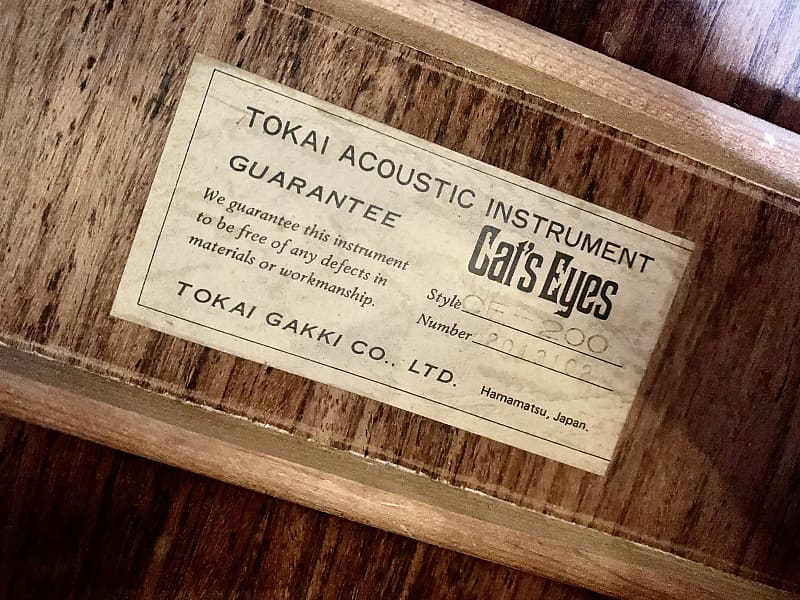 TOKAI ACOUSTIC INSTRUMENT
GUARANTEE
Cat's Eyes
We guarantee this instrument
to be free of any defects in
materials or workmanship.
Style 200
Number
TOKAI GAKKI CO., LTD.
Hamamatsu, Japan.